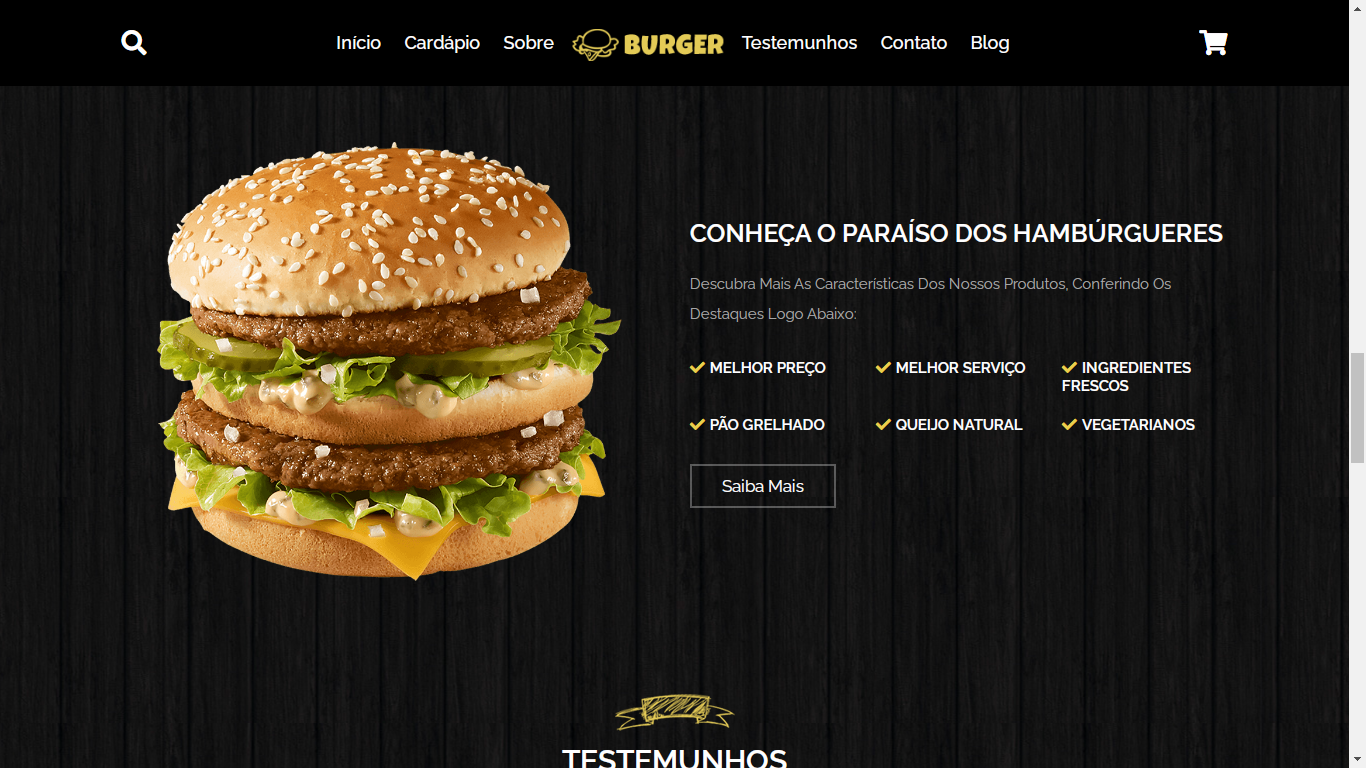 Início Cardápio Sobre BURGER Testemunhos Contato Blog
CONHEÇA O PARAÍSO DOS HAMBÚRGUERES
Descubra Mais As Características Dos Nossos Produtos, Conferindo Os
Destaques Logo Abaixo:
MELHOR PREÇO
MELHOR SERVIÇO
INGREDIENTES
FRESCOS
PÃO GRELHADO
QUEIJO NATURAL
VEGETARIANOS
Saiba Mais
TESTEMUNHOS